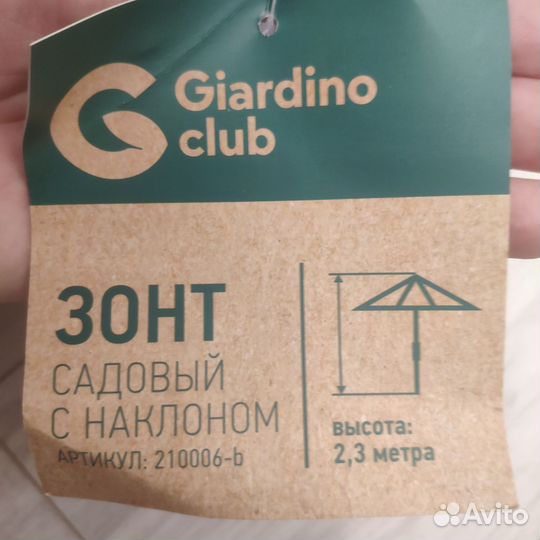 Giardino
club
ЗОНТ
САДОВЫЙ
С НАКЛОНОМ
АРТИКУЛ: 210006-b
высота:
2,3 метра
Avito